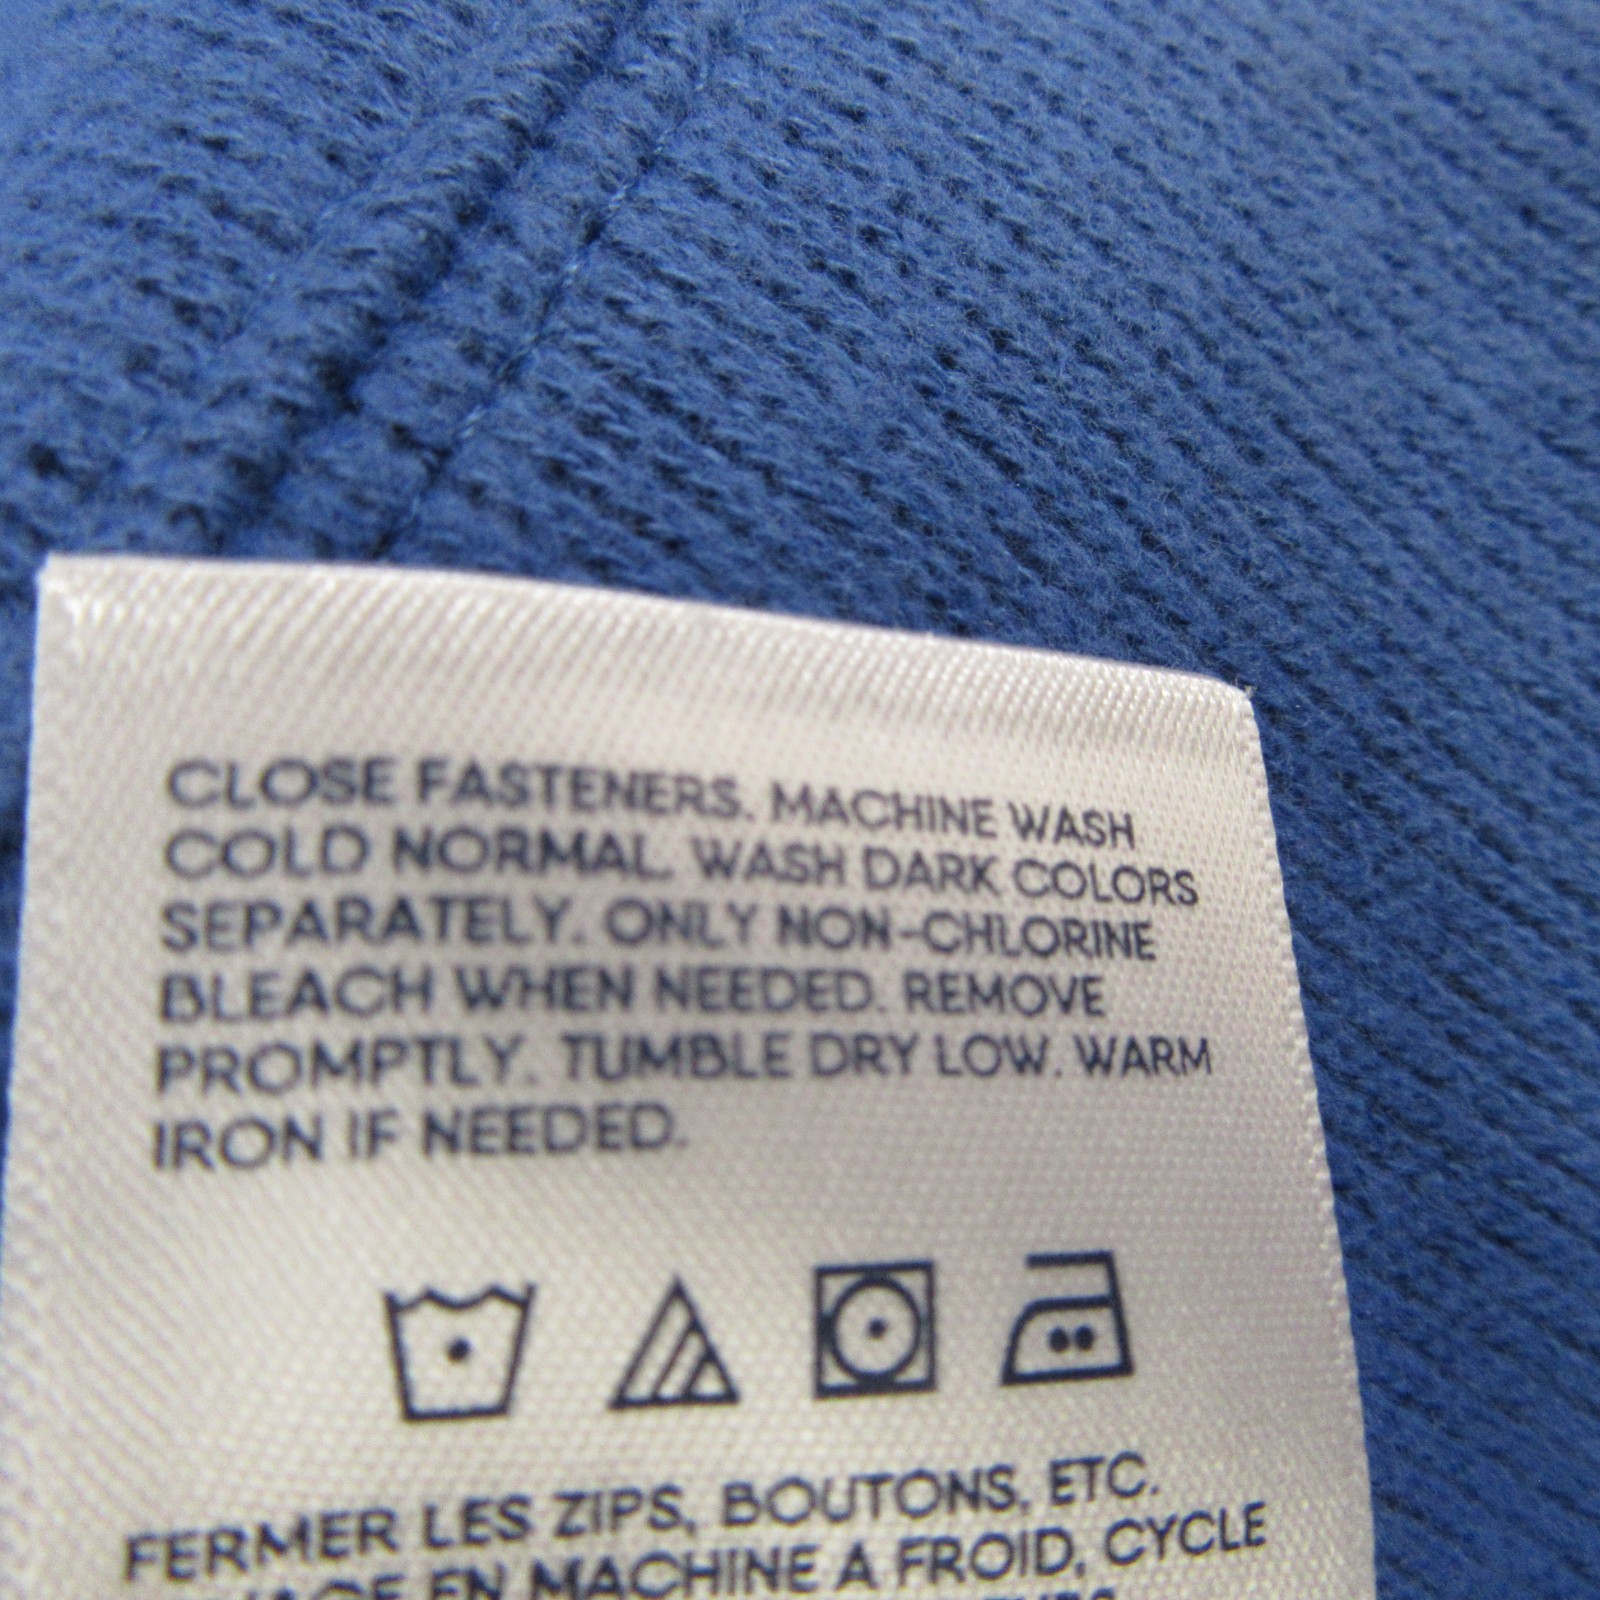 CLOSE FASTENERS. MACHINE WASH
COLD NORMAL. WASH DARK COLORS
SEPARATELY. ONLY NON-CHLORINE
BLEACH WHEN NEEDED. REMOVE
PROMPTLY. TUMBLE DRY LOW. WARM
IRON IF NEEDED.
FERMER LES ZIPS, BOUTONS, ETC.
EN MACHINE A FROID, CYCLE